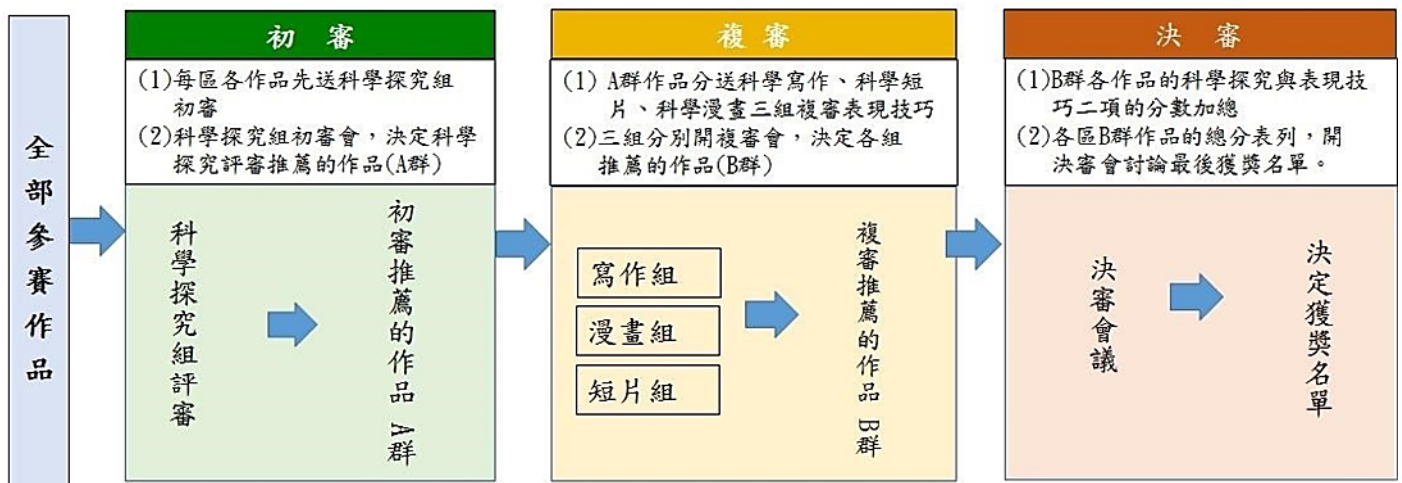 全部參賽作品
初 審
(1)每區各作品先送科學探究組
初審
(2)科學探究組初審會，決定科學
探究評審推薦的作品(A群)
科學探究組評審
初審推薦的作品 A群
複 審
(1) A群作品分送科學寫作、科學短
片、科學漫畫三組複審表現技巧
(2)三組分別開複審會，決定各組
推薦的作品(B群)
寫作組
漫畫組
短片組
複審推薦的作品 B群
決 審
(1)B群各作品的科學探究與表現技
巧二項的分數加總
(2)各區B群作品的總分表列，開
決審會討論最後獲獎名單。
決審會議
決定獲獎名單